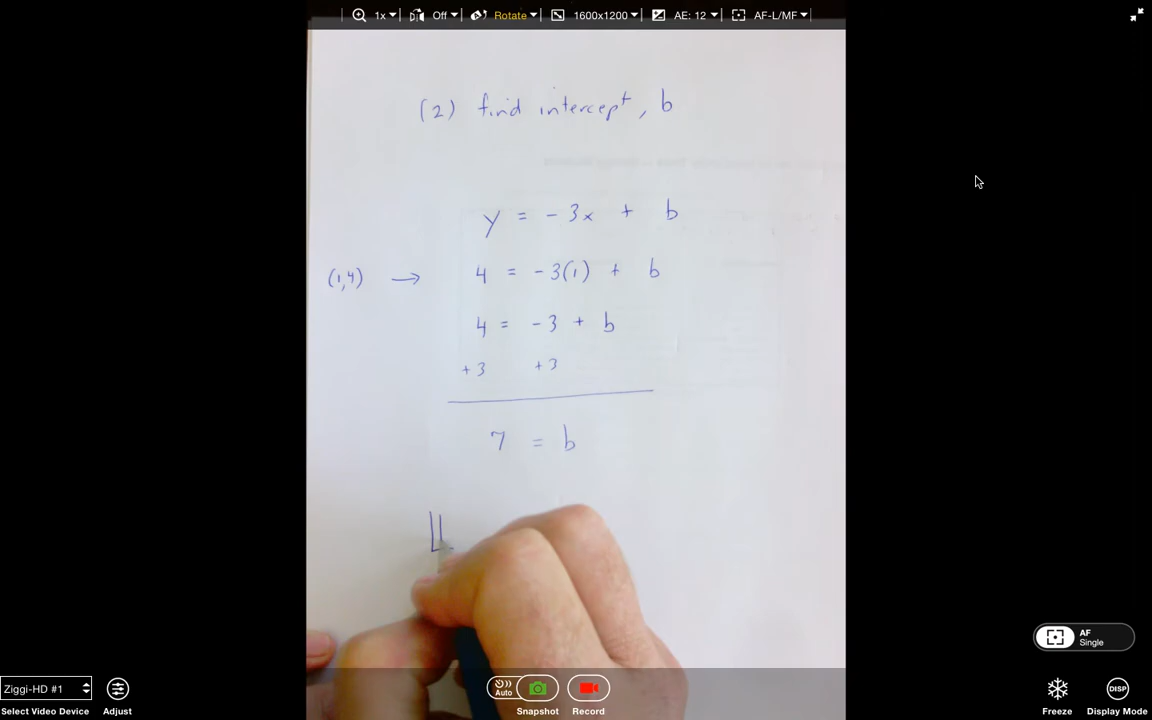 1x Off Rotate 1600x1200 AE: 12 AF-L/MF
(2) find intercept, b
y = -3x + b
(1,4) → 4 = -3(1) + b
4 = -3 + b
+3 +3
7 = b
AF
Single
Ziggi-HD #1
Auto
DISP
Select Video Device Adjust Snapshot Record Freeze Display Mode